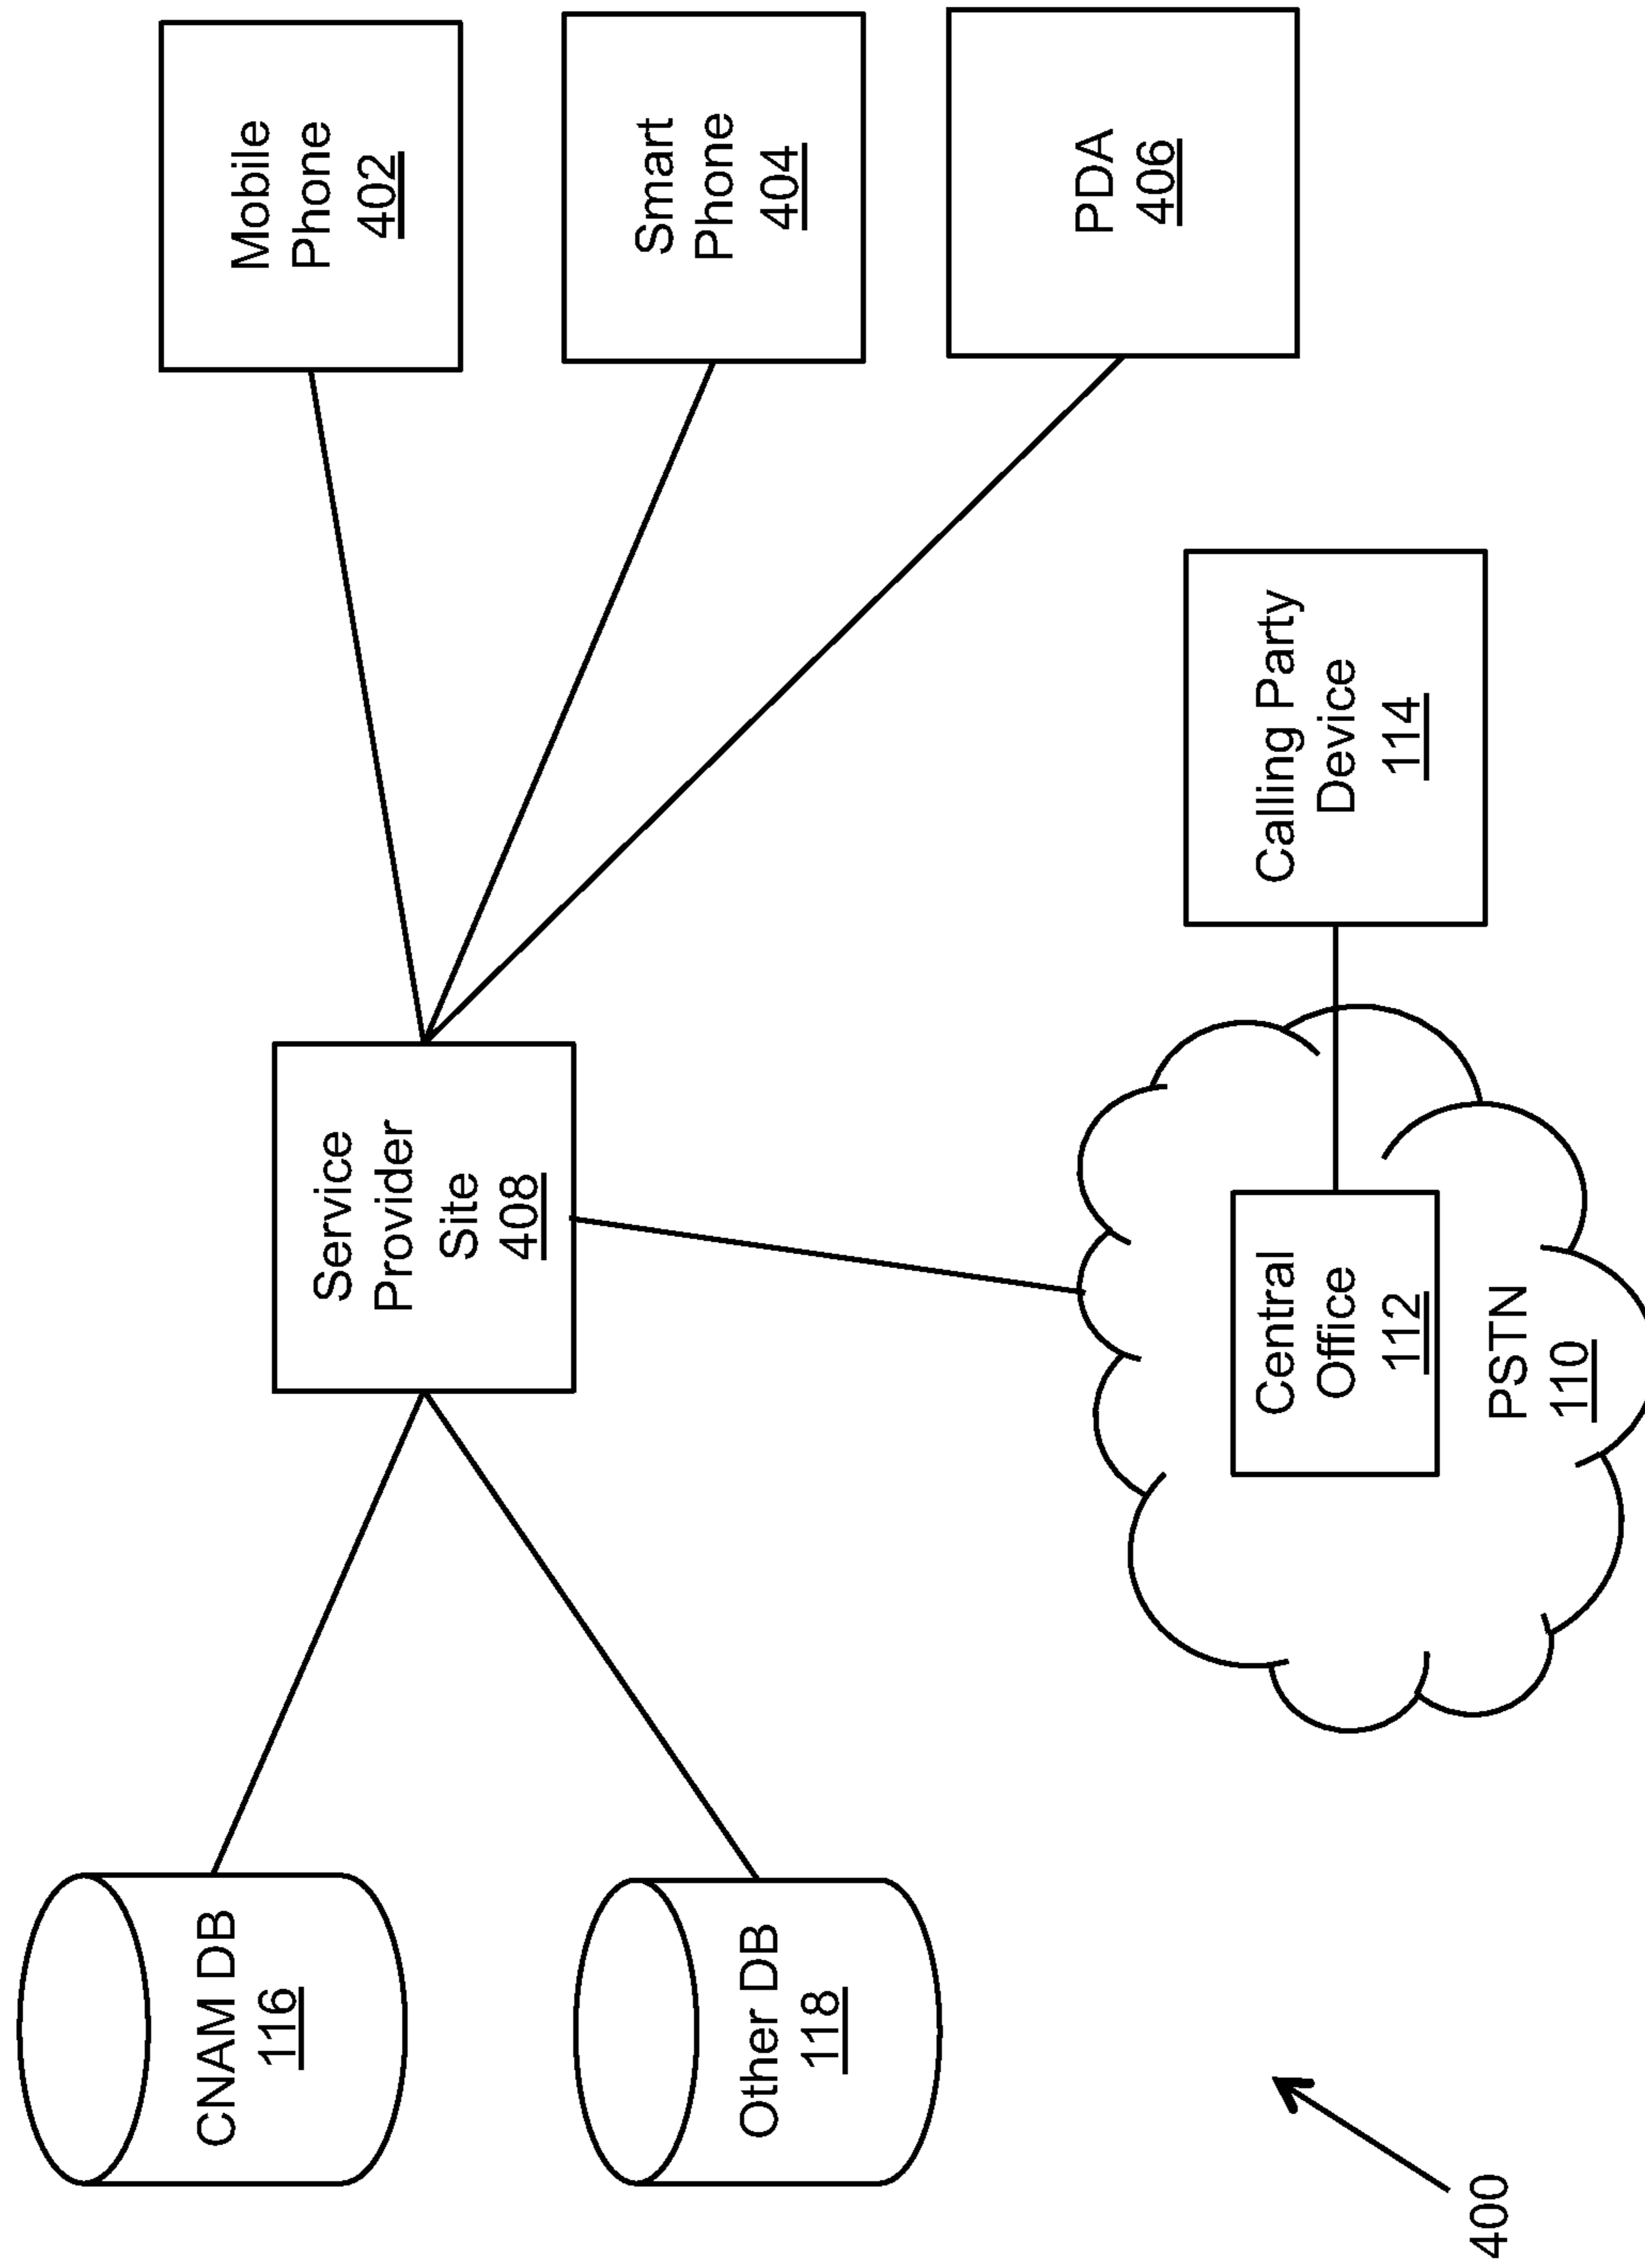 CNAM DB
116
Other DB
118
Service
Provider
Site
408
Mobile
Phone
402
Smart
Phone
404
PDA
406
Calling Party
Device
114
Central
Office
112
PSTN
110
400